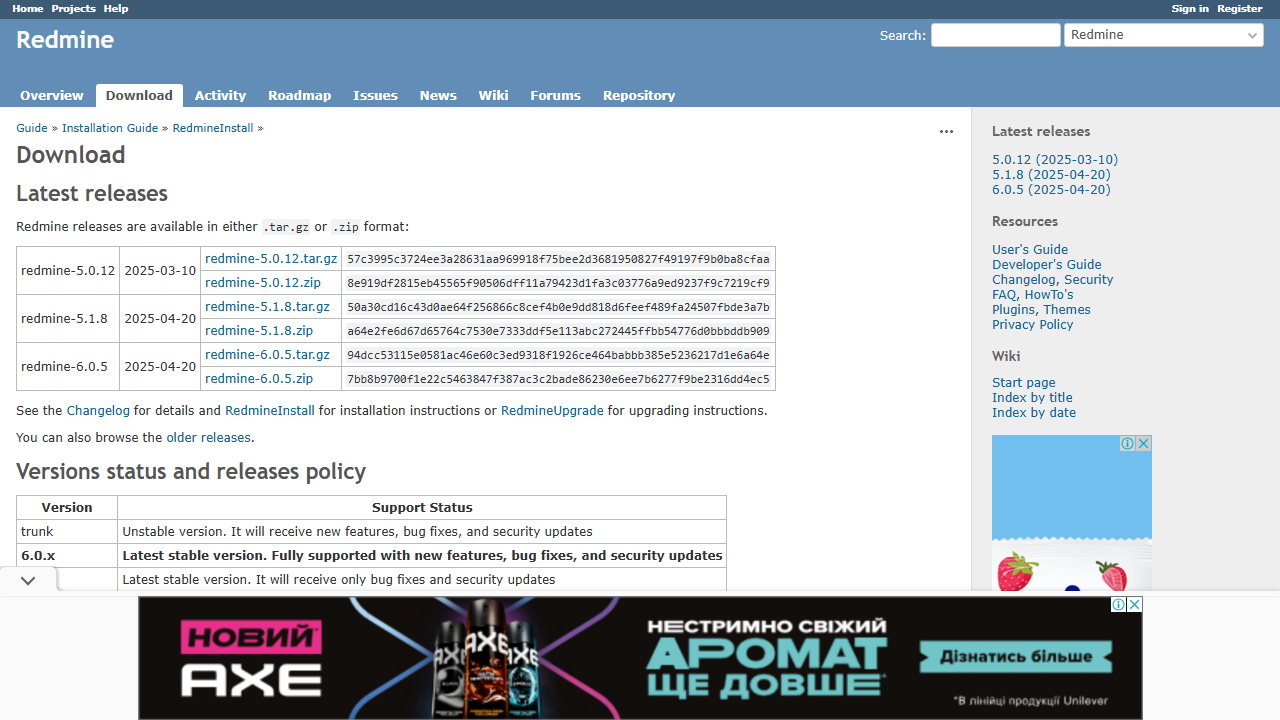 Home Projects Help
Sign in Register
Redmine
Search:
Redmine
Overview Download Activity Roadmap Issues News Wiki Forums Repository
Guide » Installation Guide » RedmineInstall »
Download
Latest releases
Redmine releases are available in either .tar.gz or .zip format:
redmine-5.0.12 2025-03-10 redmine-5.0.12.tar.gz 57c3995c3724ee3a28631aa969918f75bee2d3681950827f49197f9b0ba8cfaa
redmine-5.0.12.zip 8e919df2815eb45565f90506dff11a79423d1fa3c03776a9ed9237f9c7219cf9
redmine-5.1.8 2025-04-20 redmine-5.1.8.tar.gz 50a30cd16c43d0ae64f256866c8cef4b0e9dd818d6feef489fa24507fbde3a7b
redmine-5.1.8.zip a64e2fe6d67d65764c7530e7333ddf5e113abc272445ffbb54776d0bbbddb909
redmine-6.0.5 2025-04-20 redmine-6.0.5.tar.gz 94dcc53115e0581ac46e60c3ed9318f1926ce464babbb385e5236217d1e6a64e
redmine-6.0.5.zip 7bb8b9700f1e22c5463847f387ac3c2bade86230e6ee7b6277f9be2316dd4ec5
See the Changelog for details and RedmineInstall for installation instructions or RedmineUpgrade for upgrading instructions.
You can also browse the older releases.
Versions status and releases policy
Version Support Status
trunk Unstable version. It will receive new features, bug fixes, and security updates
6.0.x Latest stable version. Fully supported with new features, bug fixes, and security updates
Latest stable version. It will receive only bug fixes and security updates
Latest releases
5.0.12 (2025-03-10)
5.1.8 (2025-04-20)
6.0.5 (2025-04-20)
Resources
User's Guide
Developer's Guide
Changelog, Security
FAQ, HowTo's
Plugins, Themes
Privacy Policy
Wiki
Start page
Index by title
Index by date
НОВИЙ*
AXE
AXE
НЕСТРИМНО СВІЖИЙ
АРОМАТ
ЩЕ ДОВШЕ*
Дізнатись більше
*В лінійці продукції Unilever